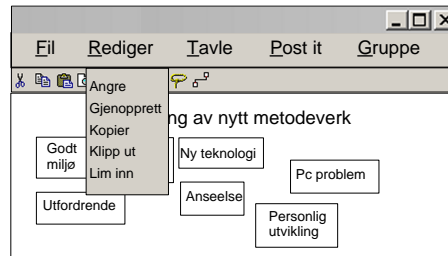 Fil Rediger Tavle Post it Gruppe
Angre
Gjenopprett
Kopier
Klipp ut
Lim inn
ng av nytt metodeverk
Godt
miljø
Ny teknologi
Pc problem
Utfordrende
Anseelse
Personlig
utvikling